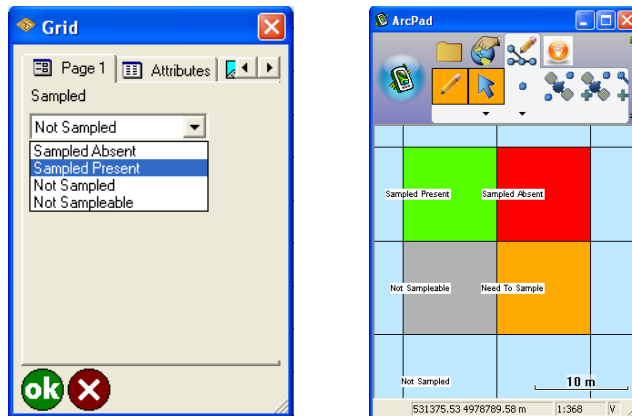 Grid
Page 1
Attributes
Sampled
Not Sampled
Sampled Absent
Sampled Present
Not Sampled
Not Sampleable
ok
ArcPad
Sampled Present
Sampled Absent
Not Sampleable
Need To Sample
Not Sampled
10 m
531375.53 4978789.58 m
1:368
V